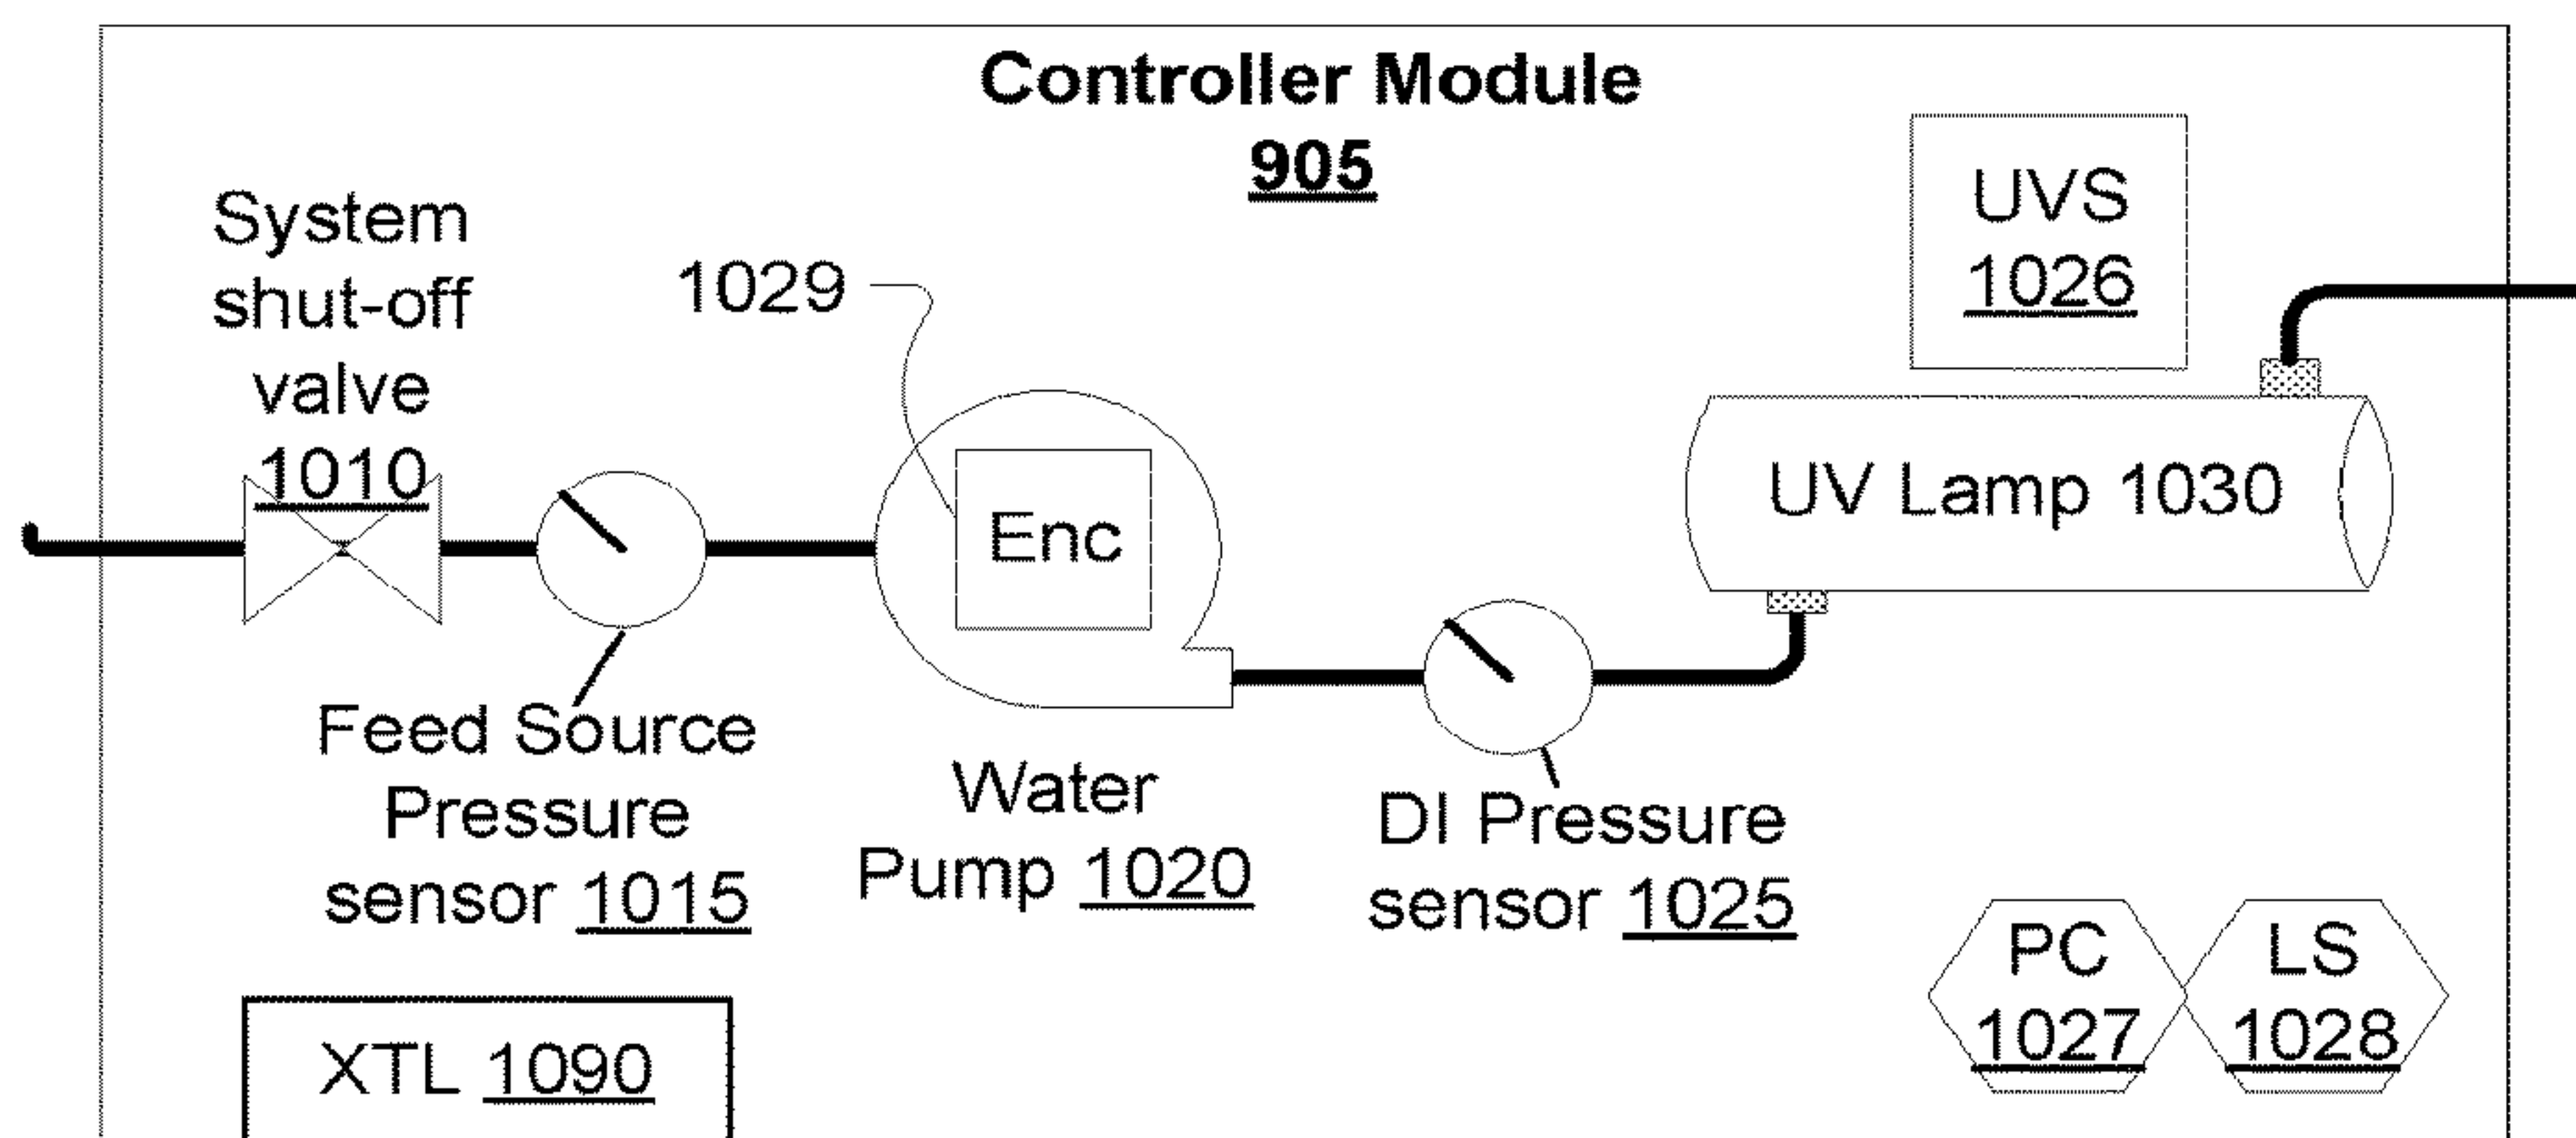 Controller Module
905
System
shut-off
valve
1010
1029
Enc
UVS
1026
UV Lamp 1030
Feed Source
Pressure
sensor 1015
Water
Pump 1020
DI Pressure
sensor 1025
PC
1027
LS
1028
XTL 1090